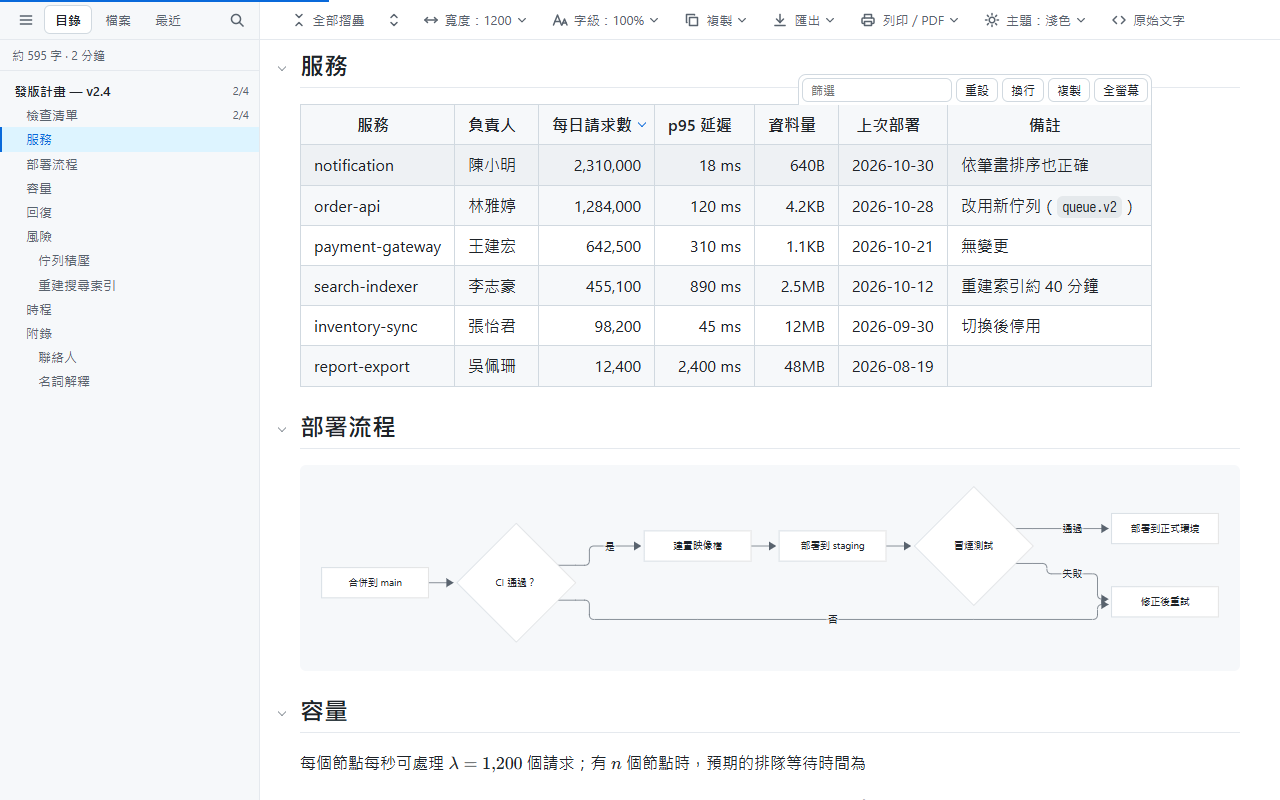 目錄 檔案 最近
全部摺疊 寬度：1200 字級：100% 複製 匯出 列印 / PDF 主題：淺色 原始文字
約 595 字 · 2 分鐘
發版計畫 — v2.4 2/4
檢查清單 2/4
服務
部署流程
容量
回復
風險
佇列積壓
重建搜尋索引
時程
附錄
聯絡人
名詞解釋
服務
篩選 重設 換行 複製 全螢幕
服務 負責人 每日請求數 p95 延遲 資料量 上次部署 備註
notification 陳小明 2,310,000 18 ms 640B 2026-10-30 依筆畫排序也正確
order-api 林雅婷 1,284,000 120 ms 4.2KB 2026-10-28 改用新佇列（queue.v2）
payment-gateway 王建宏 642,500 310 ms 1.1KB 2026-10-21 無變更
search-indexer 李志豪 455,100 890 ms 2.5MB 2026-10-12 重建索引約 40 分鐘
inventory-sync 張怡君 98,200 45 ms 12MB 2026-09-30 切換後停用
report-export 吳佩珊 12,400 2,400 ms 48MB 2026-08-19
部署流程
合併到 main
CI 通過？
是
建置映像檔
部署到 staging
冒煙測試
通過
部署到正式環境
失敗
修正後重試
否
容量
每個節點每秒可處理 λ = 1,200 個請求；有 n 個節點時，預期的排隊等待時間為